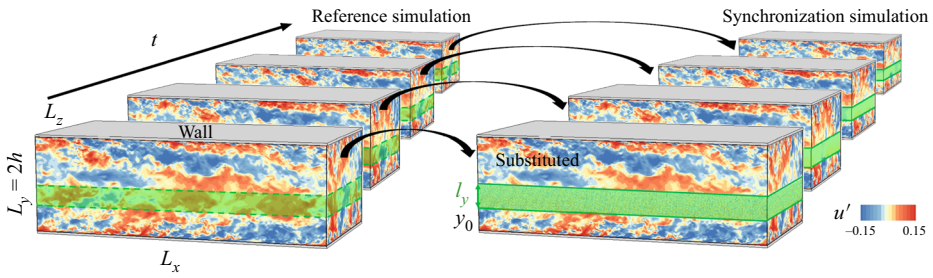 Reference simulation
Synchronization simulation
t
L_z
Wall
L_y = 2h
Substituted
l_y
y_0
u′
−0.15 0.15
L_x